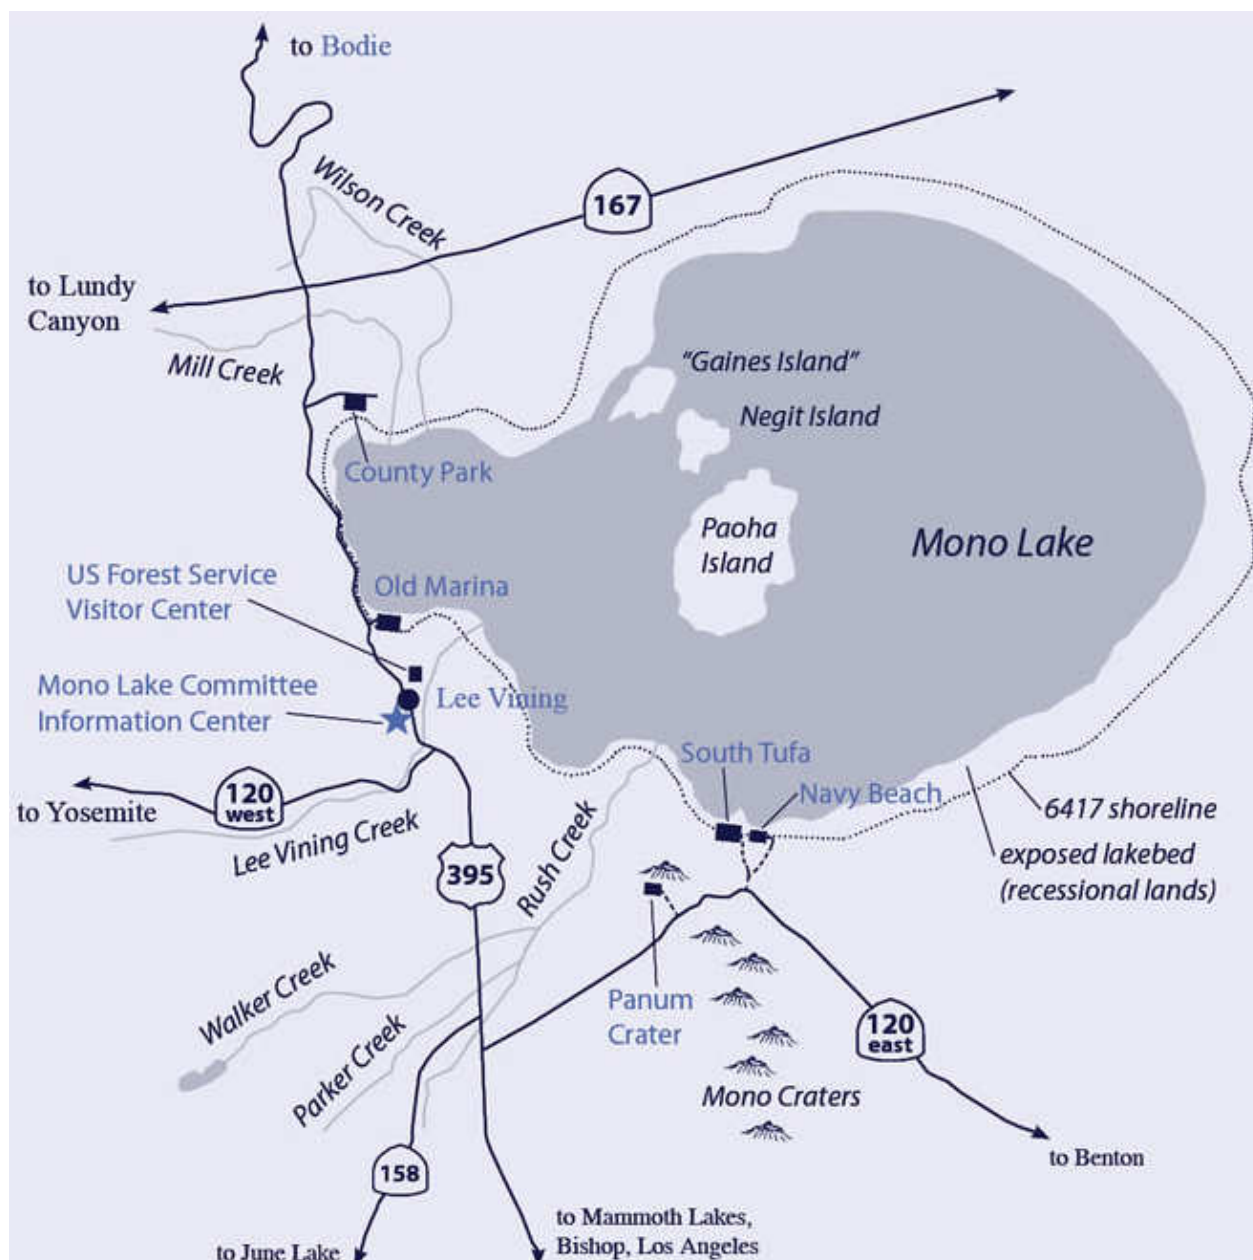 to Bodie
Wilson Creek
167
to Lundy
Canyon
Mill Creek
"Gaines Island"
Negit Island
County Park
Paoha
Island
Mono Lake
US Forest Service
Visitor Center
Old Marina
Mono Lake Committee
Information Center
Lee Vining
South Tufa
Navy Beach
120
west
to Yosemite
6417 shoreline
Lee Vining Creek
exposed lakebed
(recessional lands)
395
Rush Creek
Walker Creek
Panum
Crater
120
east
Parker Creek
Mono Craters
to Benton
158
to Mammoth Lakes,
Bishop, Los Angeles
to June Lake